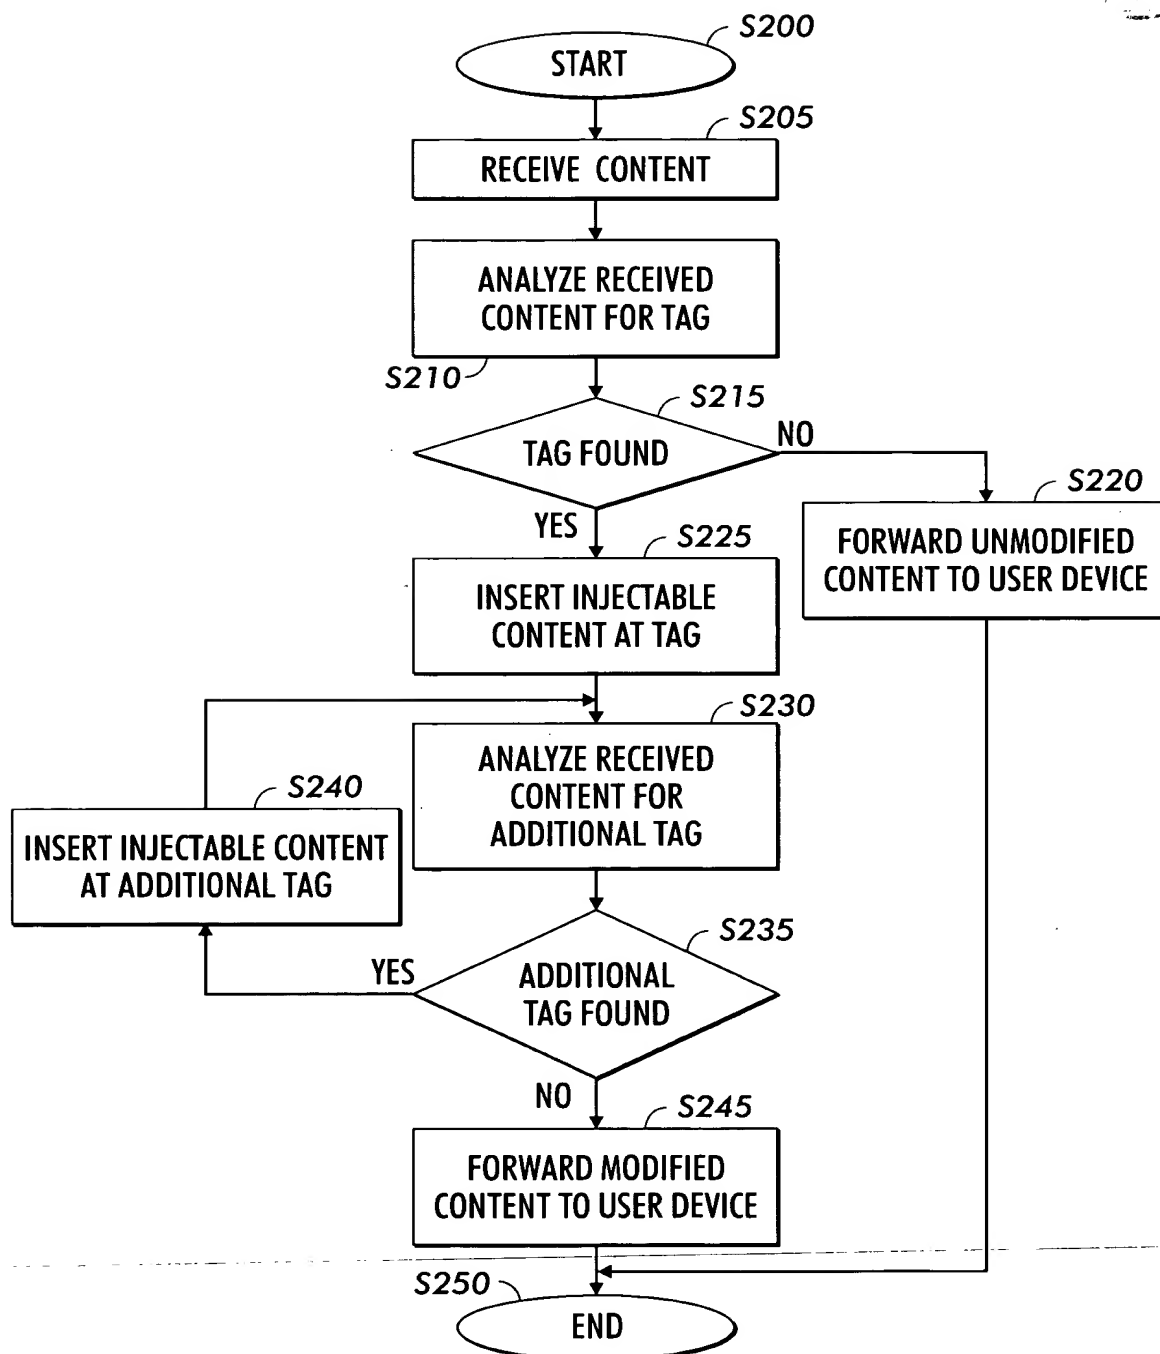 S200
START
S205
RECEIVE CONTENT
ANALYZE RECEIVED
CONTENT FOR TAG
S210
S215
TAG FOUND
NO
YES
S220
FORWARD UNMODIFIED
CONTENT TO USER DEVICE
S225
INSERT INJECTABLE
CONTENT AT TAG
S230
ANALYZE RECEIVED
CONTENT FOR
ADDITIONAL TAG
S240
INSERT INJECTABLE CONTENT
AT ADDITIONAL TAG
S235
ADDITIONAL
TAG FOUND
YES
NO
S245
FORWARD MODIFIED
CONTENT TO USER DEVICE
S250
END